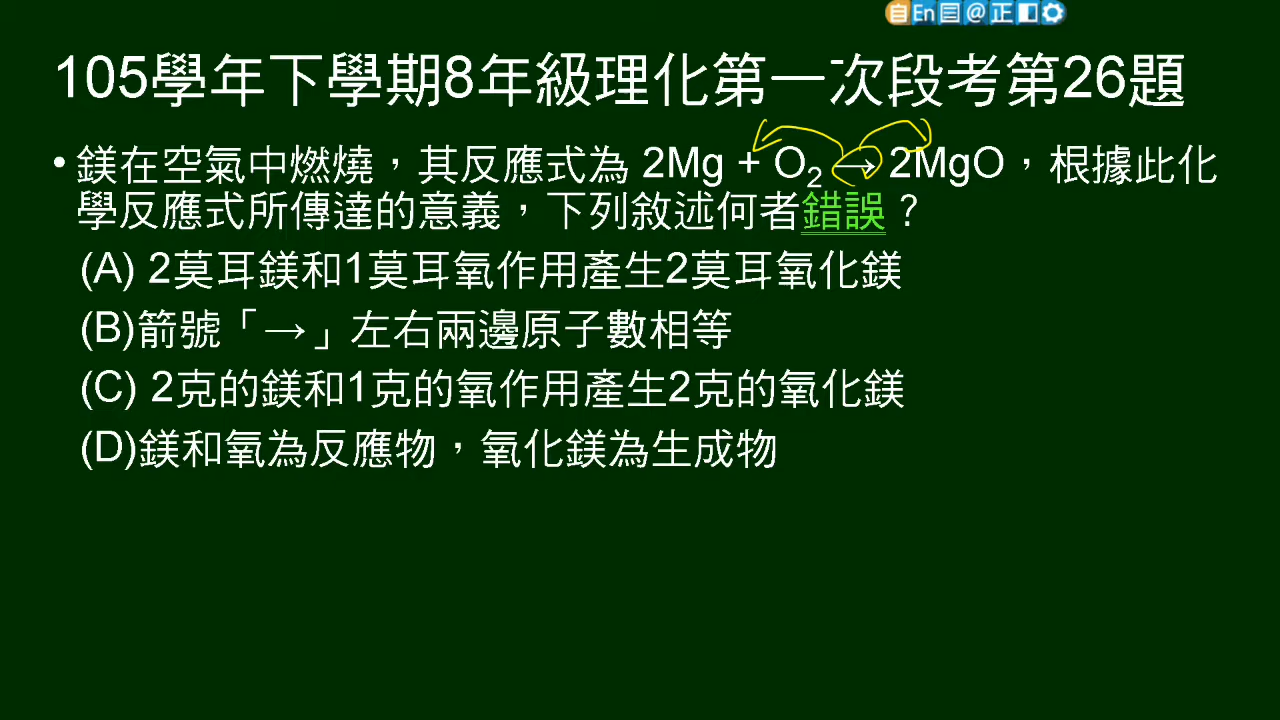 自En@正
105學年下學期8年級理化第一次段考第26題
•鎂在空氣中燃燒，其反應式為 2Mg + O₂ → 2MgO，根據此化
學反應式所傳達的意義，下列敘述何者錯誤？
(A) 2莫耳鎂和1莫耳氧作用產生2莫耳氧化鎂
(B)箭號「→」左右兩邊原子數相等
(C) 2克的鎂和1克的氧作用產生2克的氧化鎂
(D)鎂和氧為反應物，氧化鎂為生成物